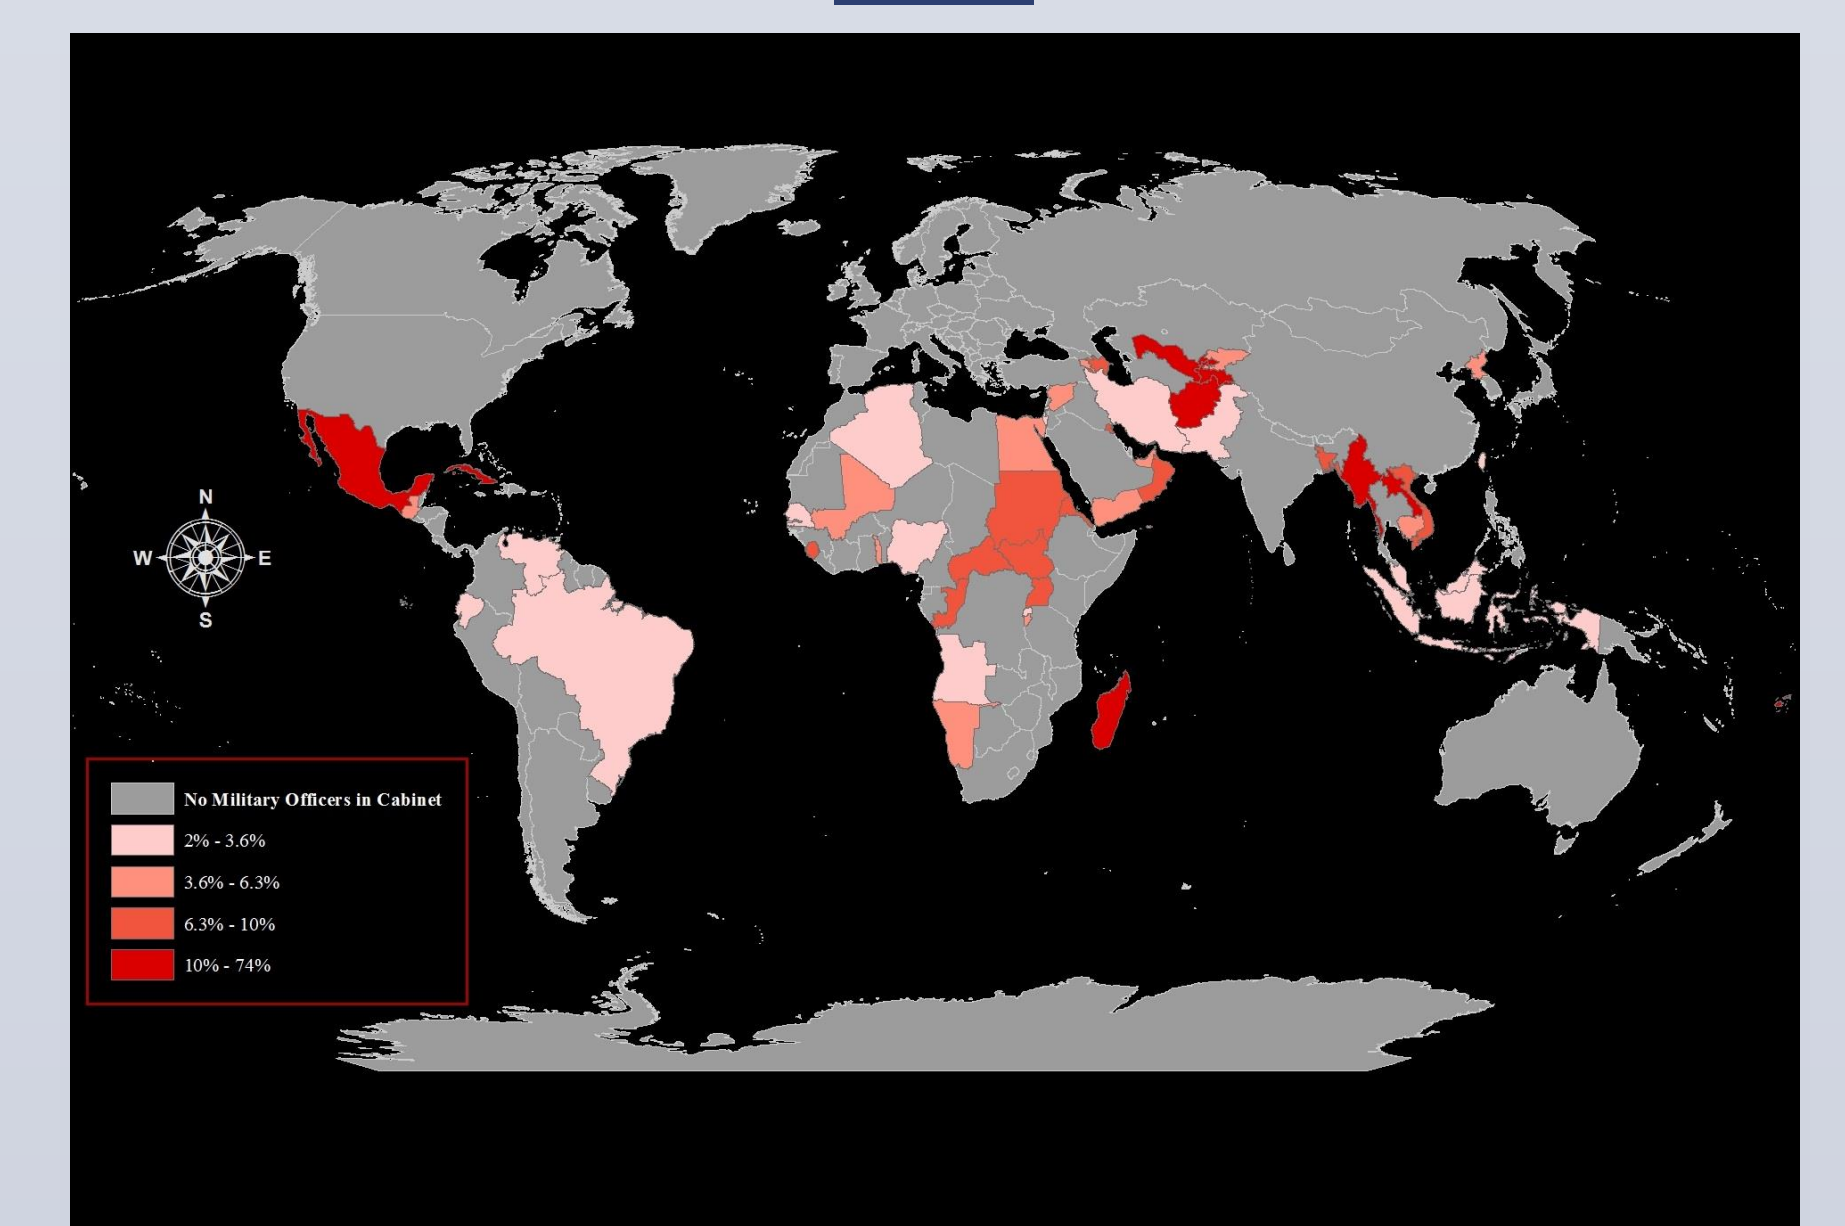 N
W E
S
No Military Officers in Cabinet
2% - 3.6%
3.6% - 6.3%
6.3% - 10%
10% - 74%